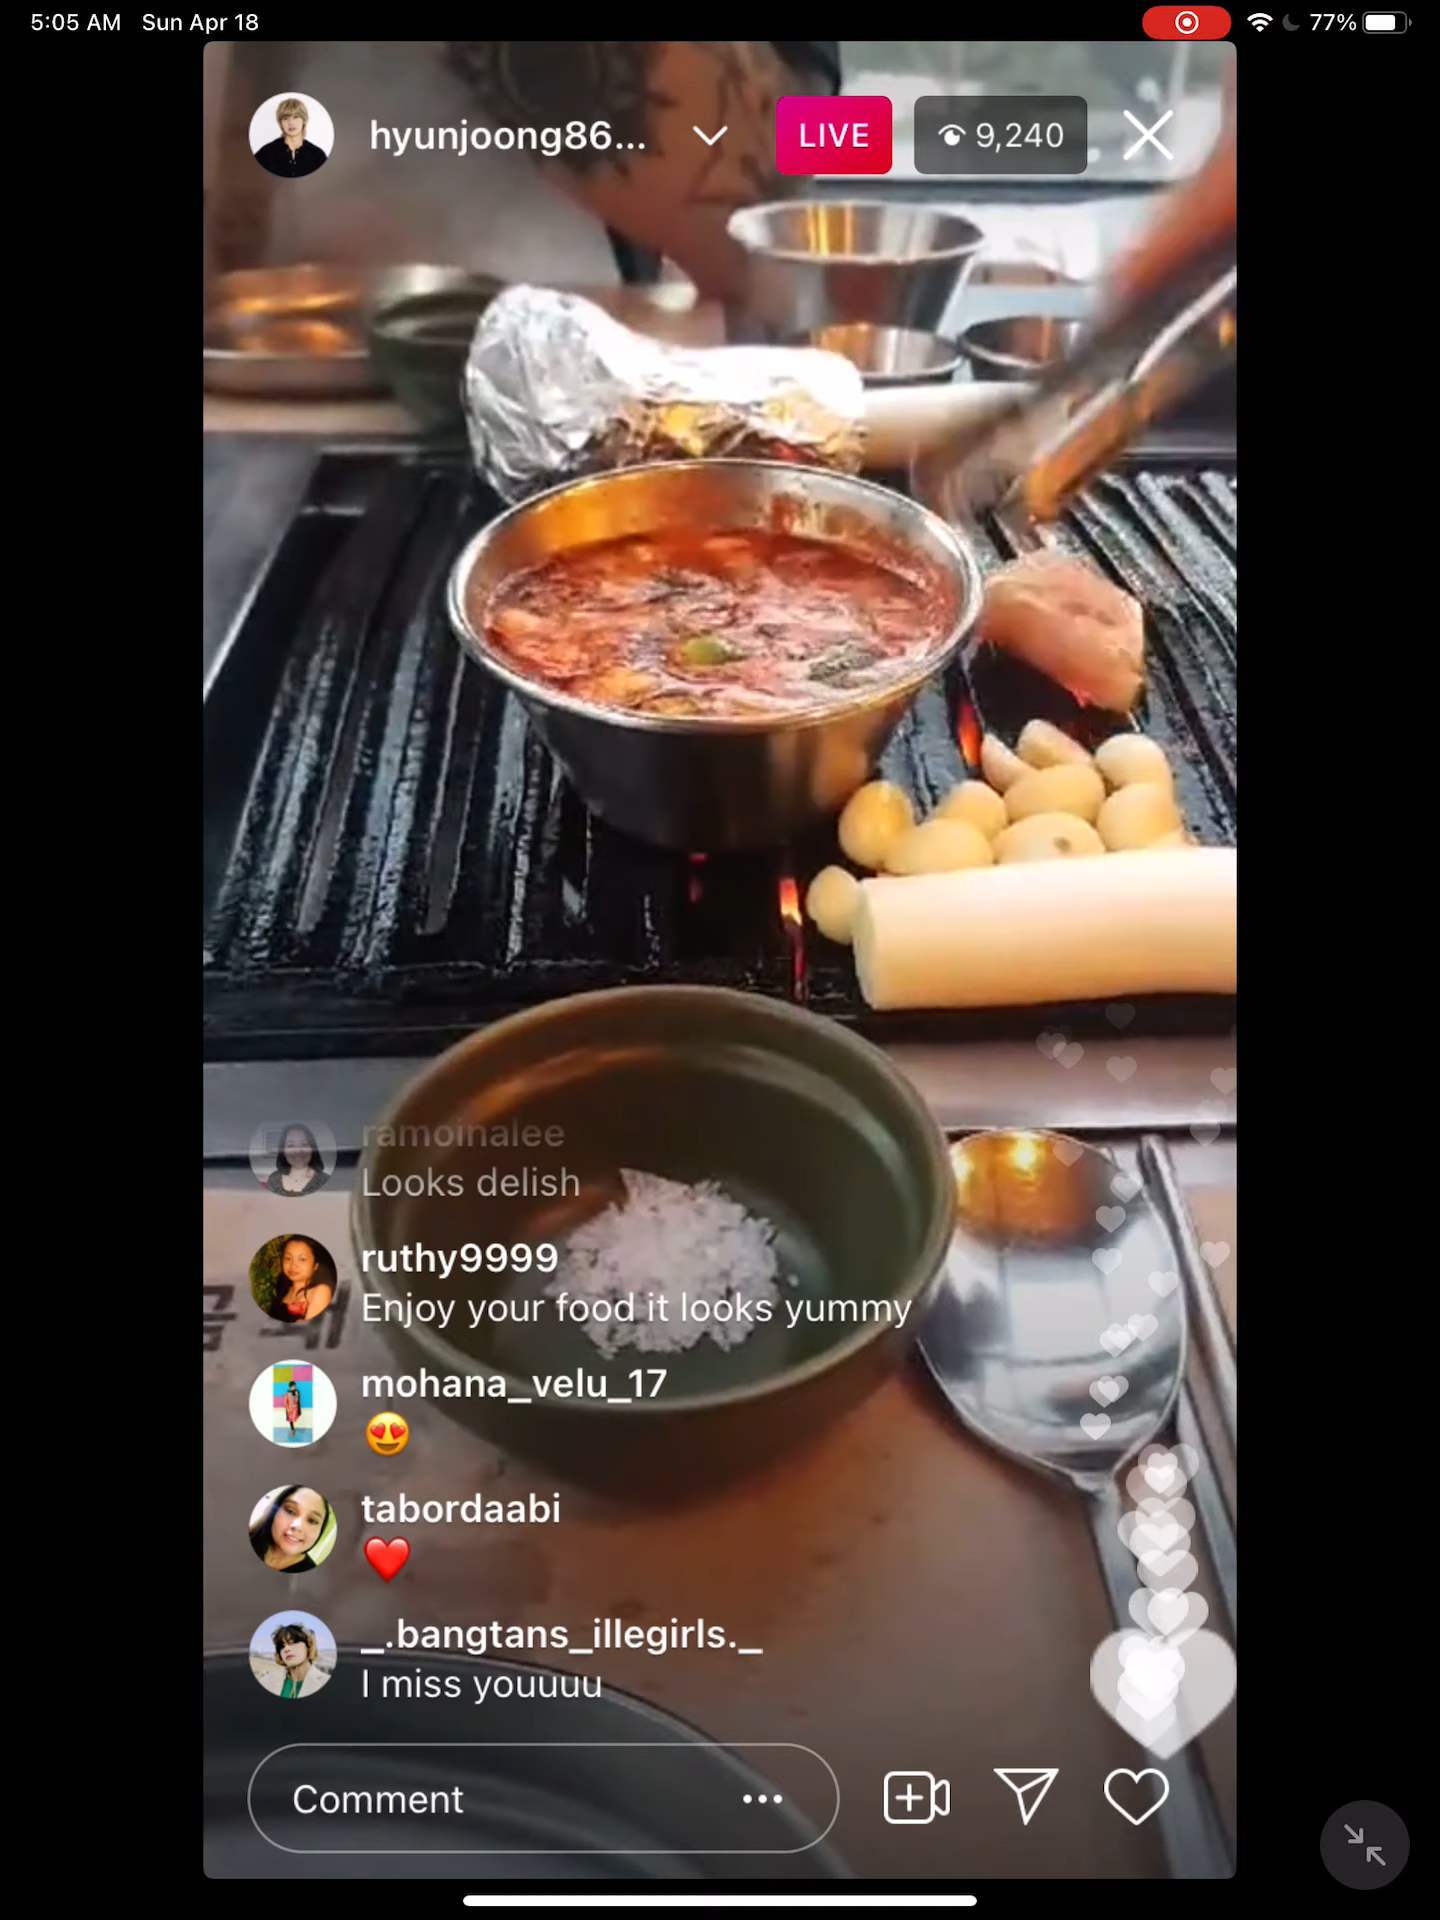 5:05 AM Sun Apr 18
77%
hyunjoong86...
LIVE
9,240
ramoinalee
Looks delish
ruthy9999
Enjoy your food it looks yummy
mohana_velu_17
😍
tabordaabi
❤️
_.bangtans_illegirls._
I miss youuuu
Comment